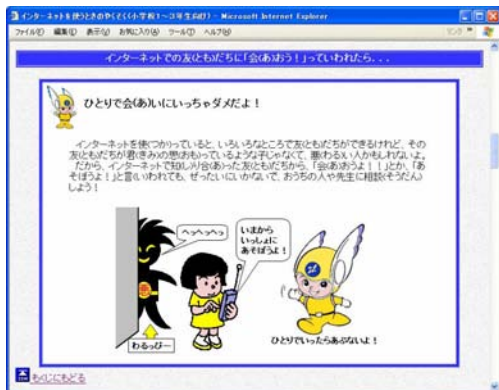 インターネットを使うときのやくそく(小学校1～3年生向け) - Microsoft Internet Explorer
ファイル(F) 編集(E) 表示(V) お気に入り(A) ツール(T) ヘルプ(H)
インターネットでの友(とも)だちに「会(あ)おう！」っていわれたら．．．
ひとりで会(あ)いにいっちゃダメだよ！
インターネットを使(つか)っていると、いろいろなところで友(とも)だちができるけれど、その
友(とも)だちが君(きみ)の思(おも)っているような子じゃなくて、悪(わる)い人かもしれないよ。
だから、インターネットで知(し)り合(あ)った友(とも)だちから、「会(あ)おうよ！！」とか、「あ
そぼうよ！」と言(い)われても、ぜったいにいかないで、おうちの人や先生に相談(そうだん)
しよう！
へっへっへっ
いまから
いっしょに
あそぼうよ！
わるっぴー
ひとりでいったらあぶないよ！
もくじにもどる